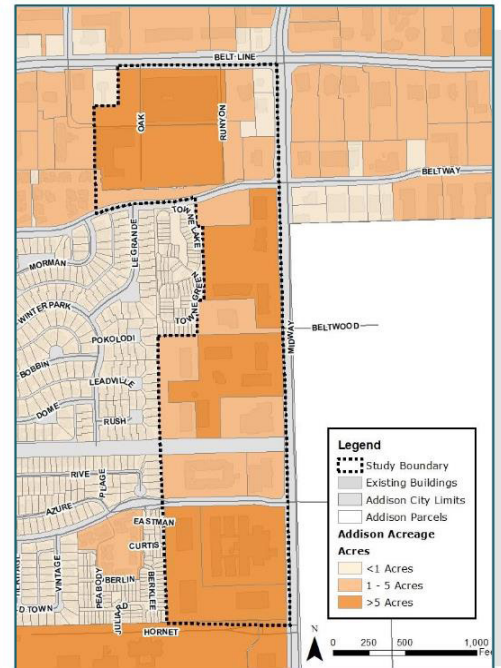 BELT LINE
OAK
RUNYON
BELTWAY
TOWNE LAKE
LE GRANDE
MORMAN
TOWNE GREEN
WINTER PARK
MIDWAY
BELTWOOD
POKOLODI
BOBBIN
LEADVILLE
DOME
RUSH
RIVE
PLAGE
AZURE
EASTMAN
CURTIS
VINTAGE
PEABODY
BERLIN
BERKLEE
D TOWN
HORNET
Legend
Study Boundary
Existing Buildings
Addison City Limits
Addison Parcels
Addison Acreage
Acres
<1 Acres
1 - 5 Acres
>5 Acres
N
0 250 500 1,000
Fee